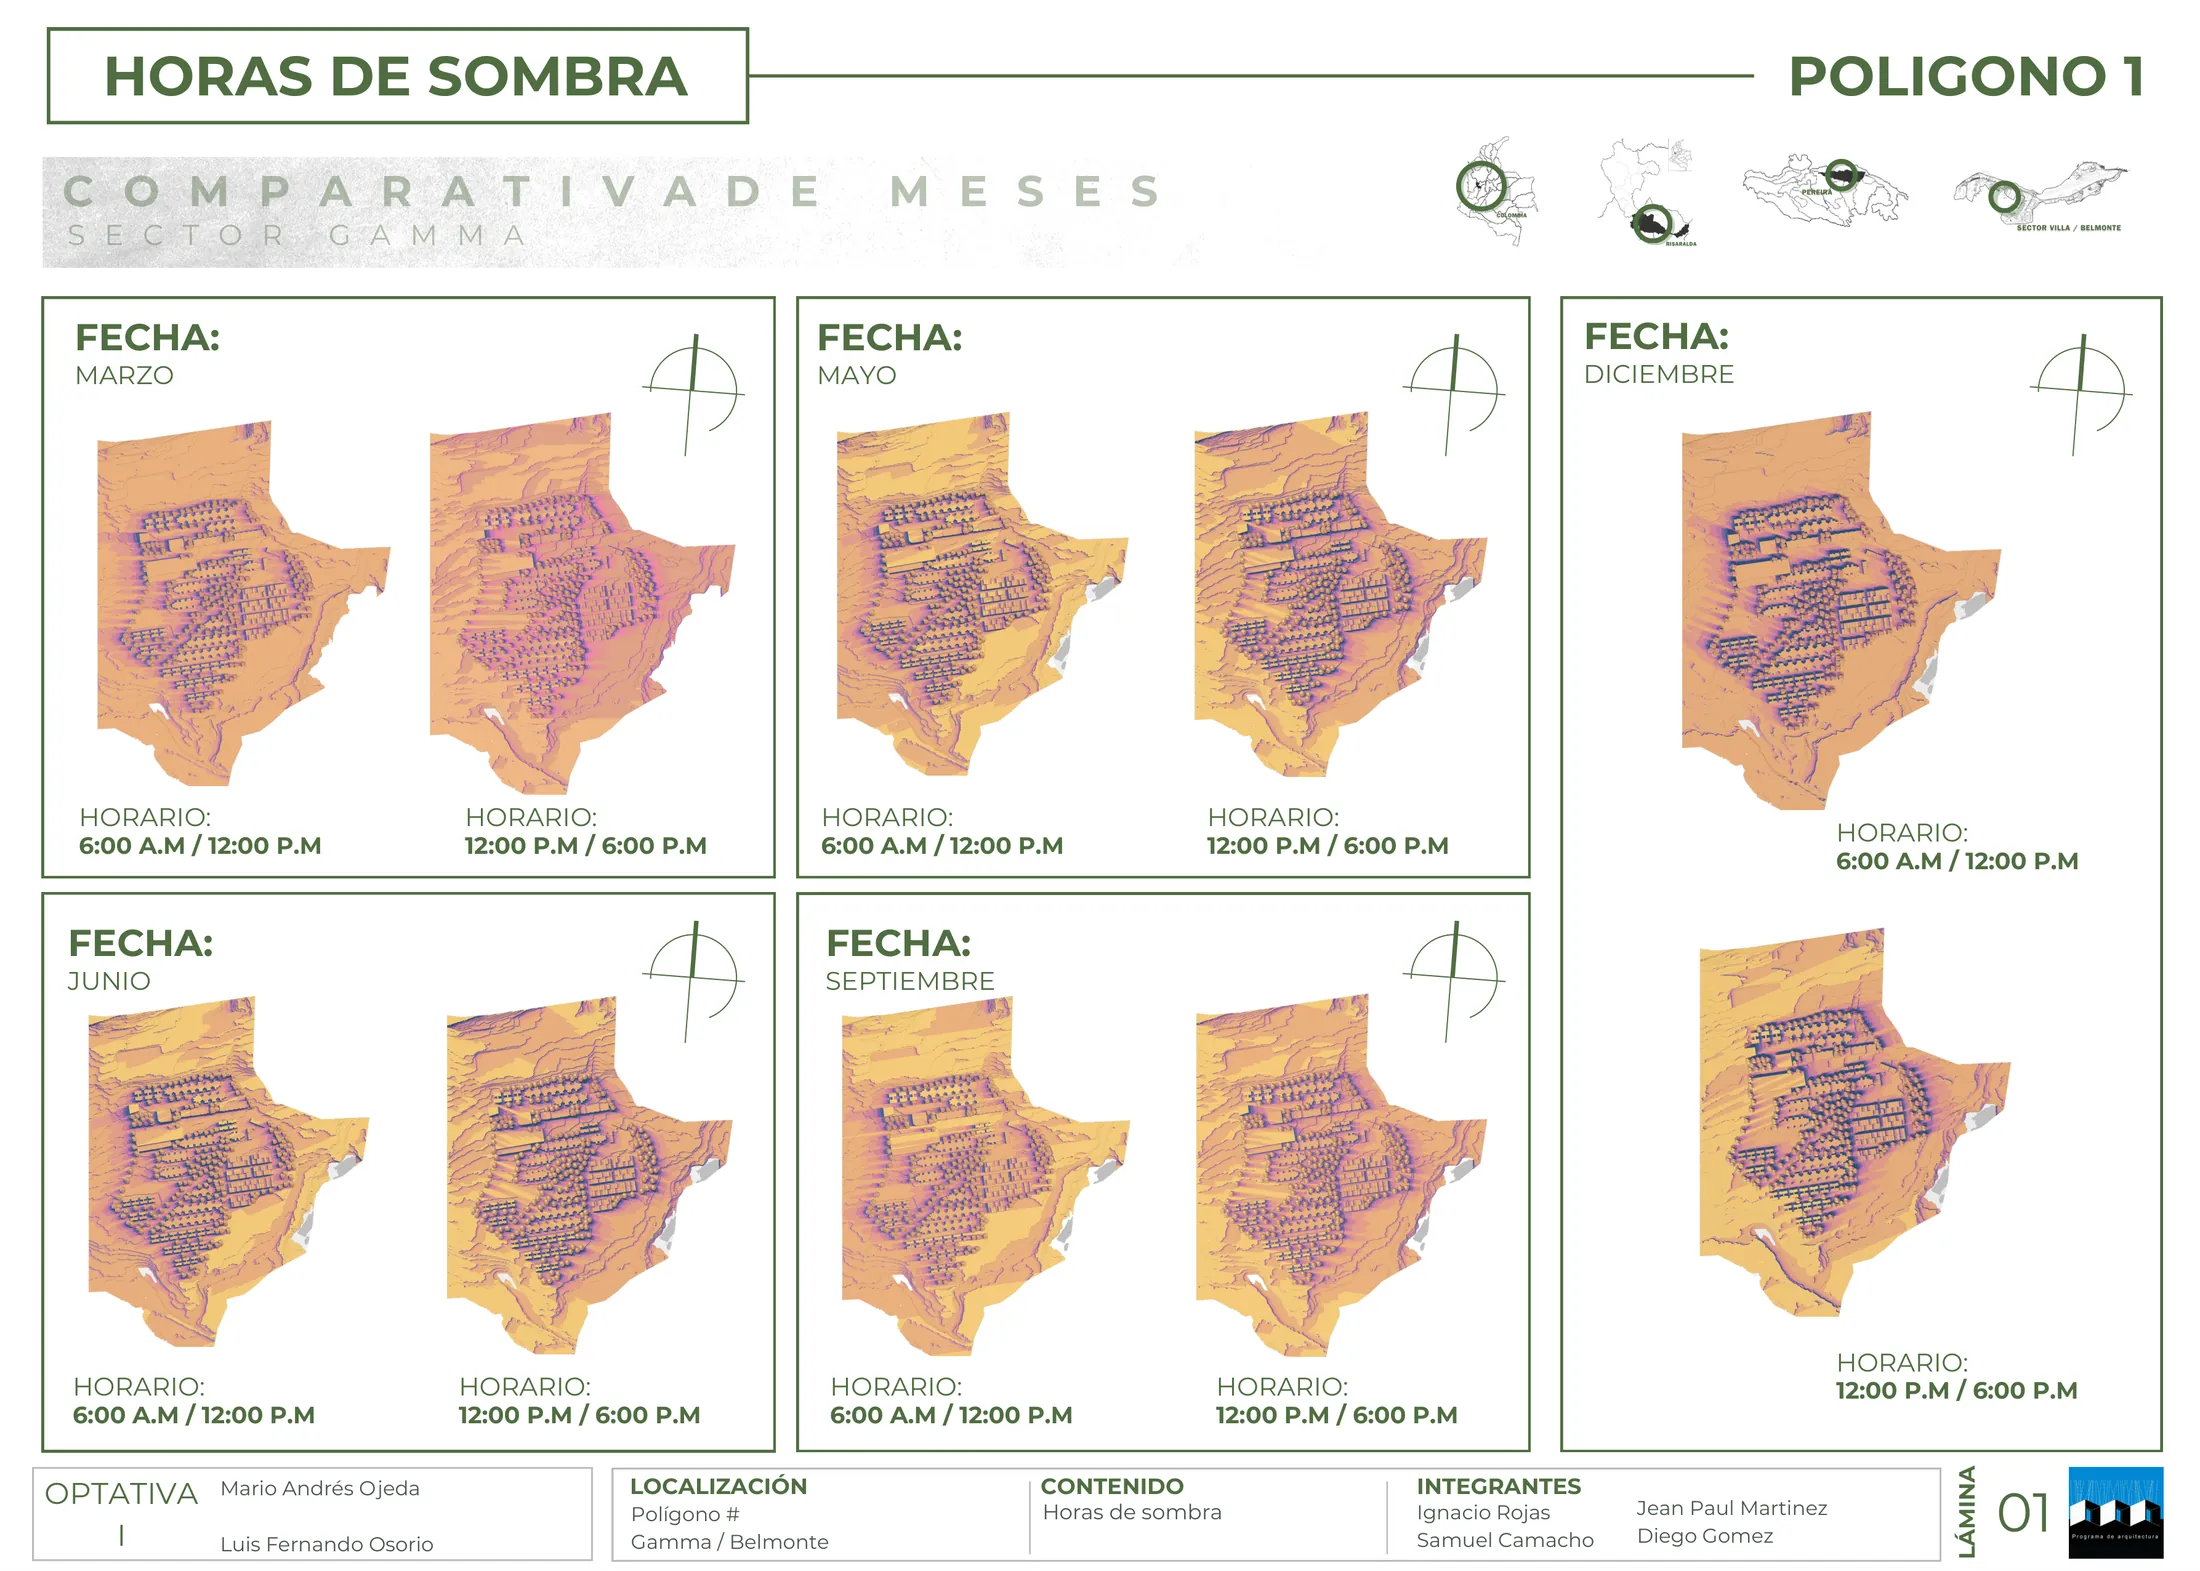 HORAS DE SOMBRA
POLIGONO 1
COMPARATIVADE MESES
SECTOR GAMMA
COLOMBIA
RISARALDA
PEREIRA
SECTOR VILLA / BELMONTE
FECHA:
MARZO
HORARIO:
6:00 A.M / 12:00 P.M
HORARIO:
12:00 P.M / 6:00 P.M
FECHA:
MAYO
HORARIO:
6:00 A.M / 12:00 P.M
HORARIO:
12:00 P.M / 6:00 P.M
FECHA:
DICIEMBRE
HORARIO:
6:00 A.M / 12:00 P.M
HORARIO:
12:00 P.M / 6:00 P.M
FECHA:
JUNIO
HORARIO:
6:00 A.M / 12:00 P.M
HORARIO:
12:00 P.M / 6:00 P.M
FECHA:
SEPTIEMBRE
HORARIO:
6:00 A.M / 12:00 P.M
HORARIO:
12:00 P.M / 6:00 P.M
OPTATIVA
I
Mario Andrés Ojeda
Luis Fernando Osorio
LOCALIZACIÓN
Polígono #
Gamma / Belmonte
CONTENIDO
Horas de sombra
INTEGRANTES
Ignacio Rojas
Samuel Camacho
Jean Paul Martinez
Diego Gomez
LÁMINA
01
Programa de arquitectura